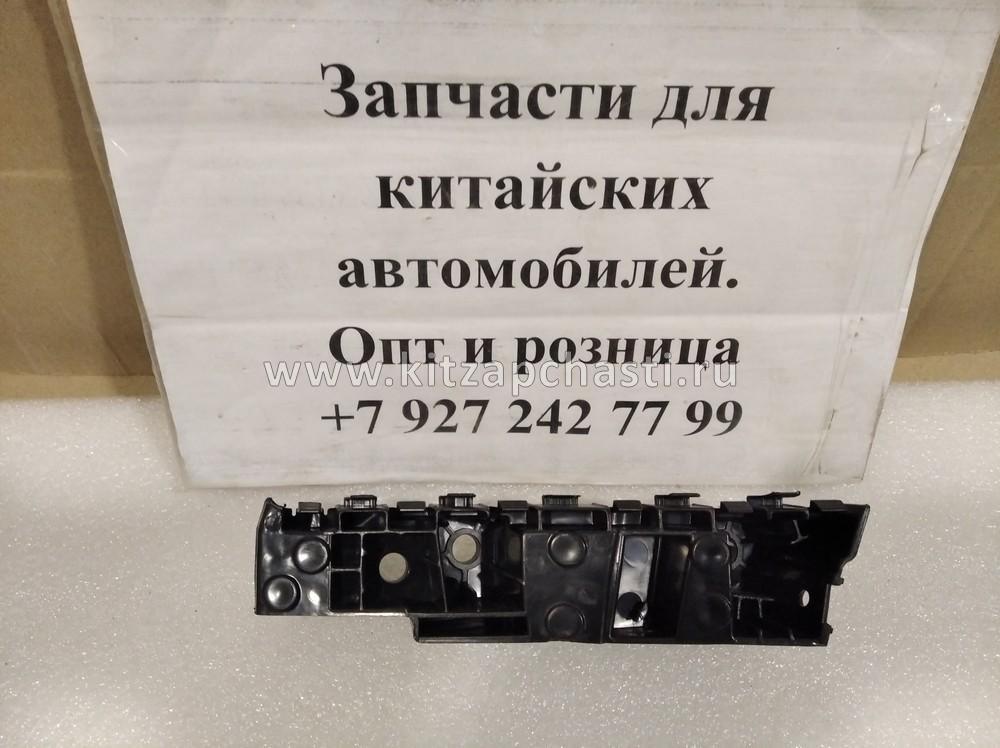 Запчасти для
китайских
автомобилей.
Опт и розница
www.kitzapchasti.ru
+7 927 242 77 99